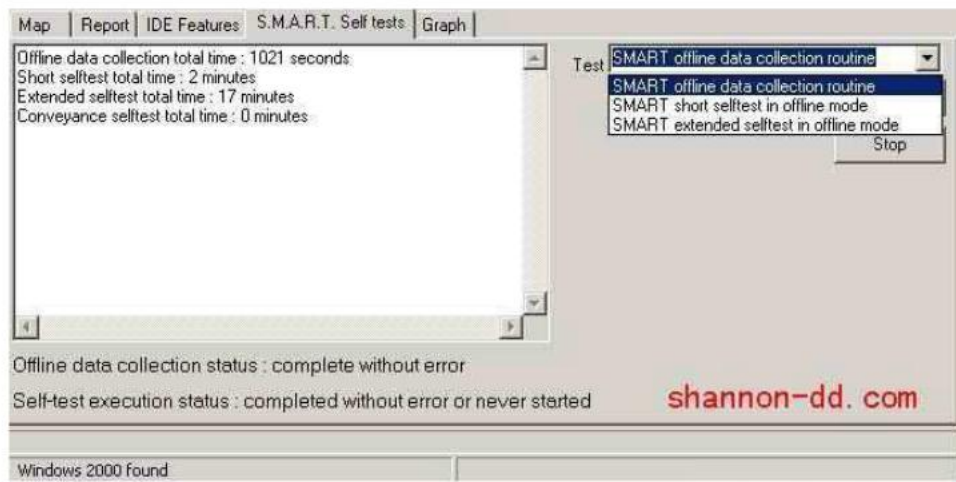 Map
Report
IDE Features
S.M.A.R.T. Self tests
Graph
Offline data collection total time : 1021 seconds
Short selftest total time : 2 minutes
Extended selftest total time : 17 minutes
Conveyance selftest total time : 0 minutes
Test
SMART offline data collection routine
SMART offline data collection routine
SMART short selftest in offline mode
SMART extended selftest in offline mode
Stop
Offline data collection status : complete without error
Self-test execution status : completed without error or never started
shannon-dd. com
Windows 2000 found